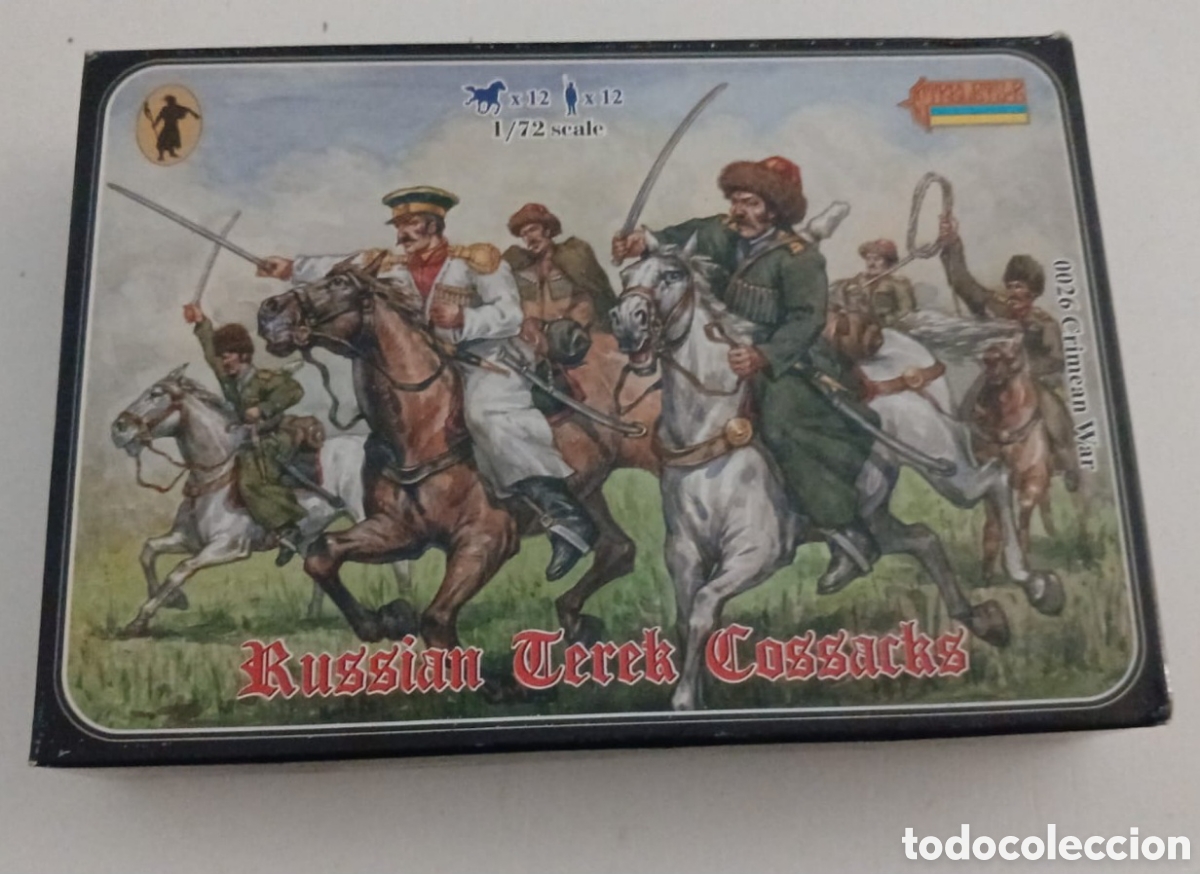 x 12 x 12
1/72 scale
0026 Crimean War
Russian Terek Cossacks
todocoleccion